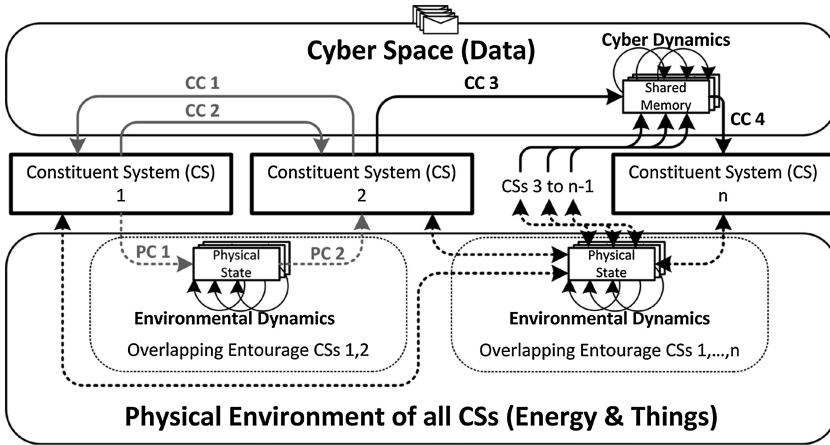 Cyber Space (Data)
Cyber Dynamics
CC 1
CC 2
CC 3
Shared
Memory
CC 4
Constituent System (CS)
1
Constituent System (CS)
2
CSs 3 to n-1
Constituent System (CS)
n
PC 1
Physical
State
PC 2
Environmental Dynamics
Overlapping Entourage CSs 1,2
Physical
State
Environmental Dynamics
Overlapping Entourage CSs 1,...,n
Physical Environment of all CSs (Energy & Things)